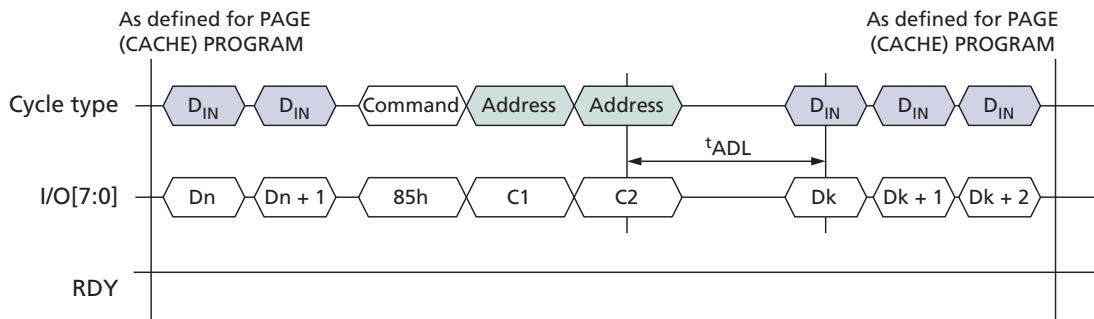 As defined for PAGE
(CACHE) PROGRAM
As defined for PAGE
(CACHE) PROGRAM
Cycle type
DIN
DIN
Command
Address
Address
DIN
DIN
DIN
tADL
I/O[7:0]
Dn
Dn + 1
85h
C1
C2
Dk
Dk + 1
Dk + 2
RDY